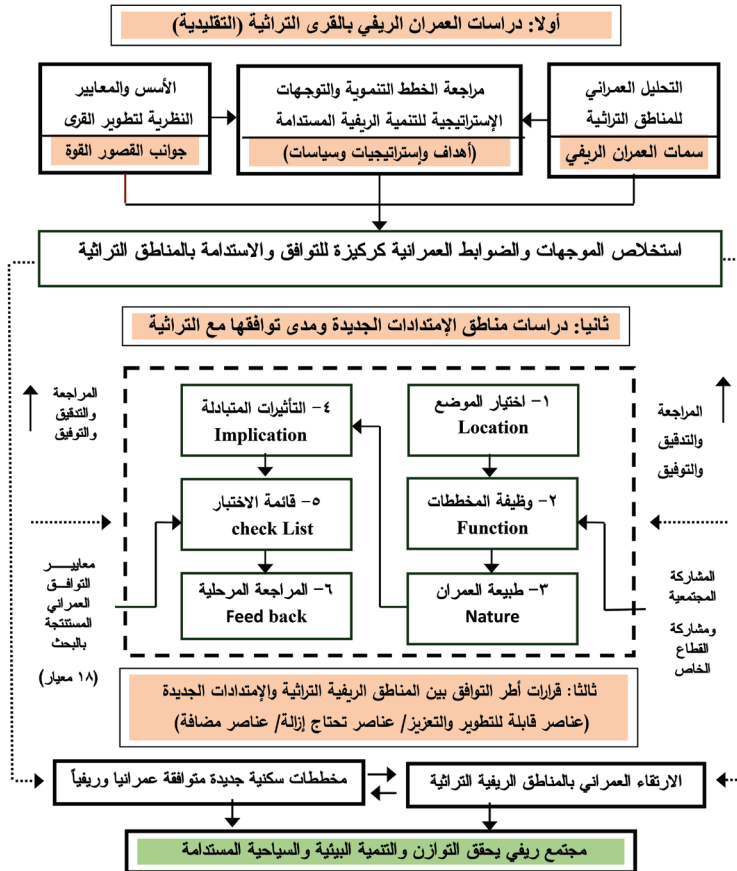 أولا: دراسات العمران الريفي بالقرى التراثية (التقليدية)
التحليل العمراني
للمناطق التراثية
سمات العمران الريفي
مراجعة الخطط التنموية والتوجهات
الإستراتيجية للتنمية الريفية المستدامة
(أهداف وإستراتيجيات وسياسات)
الأسس والمعايير
النظرية لتطوير القرى
جوانب القصور القوة
استخلاص الموجهات والضوابط العمرانية كركيزة للتوافق والاستدامة بالمناطق التراثية
ثانيا: دراسات مناطق الإمتدادات الجديدة ومدى توافقها مع التراثية
المراجعة
والتدقيق
والتوفيق
١- اختيار الموضع
Location
٢- وظيفة المخططات
Function
٣- طبيعة العمران
Nature
٤- التأثيرات المتبادلة
Implication
٥- قائمة الاختبار
check List
٦- المراجعة المرحلية
Feed back
المراجعة
والتدقيق
والتوفيق
المشاركة
المجتمعية
ومشاركة
القطاع
الخاص
معاييـــــر
التوافــق
العمراني
المستنتجة
بالبحث
(١٨ معيار)
ثالثا: قرارات أطر التوافق بين المناطق الريفية التراثية والإمتدادات الجديدة
(عناصر قابلة للتطوير والتعزيز/ عناصر تحتاج إزالة/ عناصر مضافة)
الارتقاء العمراني بالمناطق الريفية التراثية
مخططات سكنية جديدة متوافقة عمرانيا وريفياً
مجتمع ريفي يحقق التوازن والتنمية البيئية والسياحية المستدامة